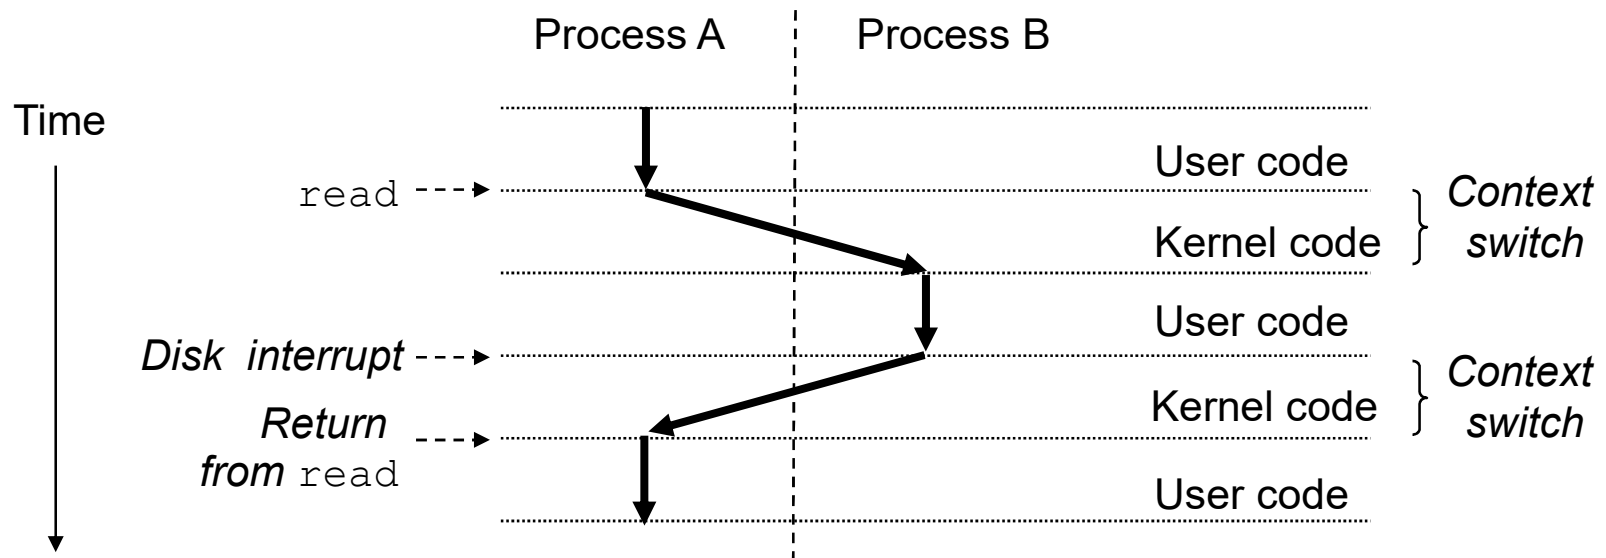 Process A
Process B
Time
User code
read
Context
switch
Kernel code
User code
Disk interrupt
Context
switch
Kernel code
Return
from read
User code